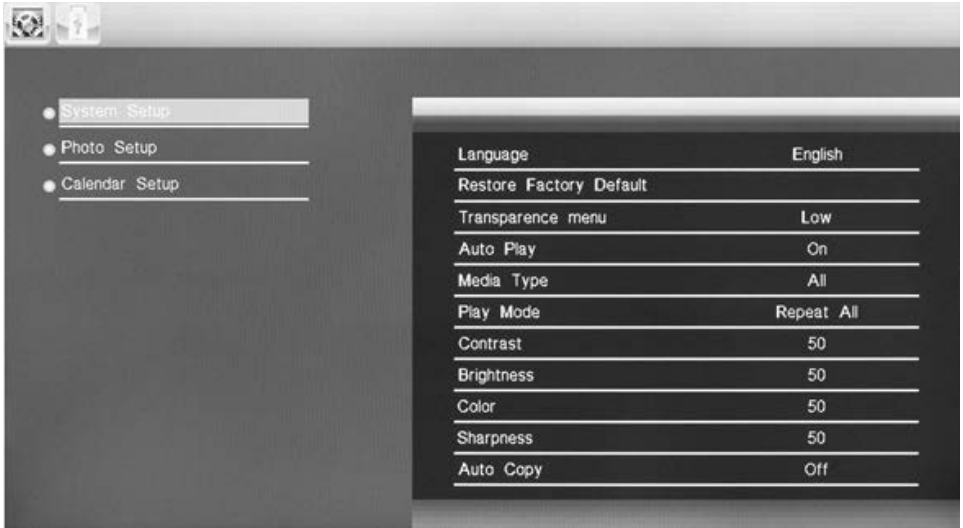 System Setup
Photo Setup
Calendar Setup
Language English
Restore Factory Default
Transparence menu Low
Auto Play On
Media Type All
Play Mode Repeat All
Contrast 50
Brightness 50
Color 50
Sharpness 50
Auto Copy Off